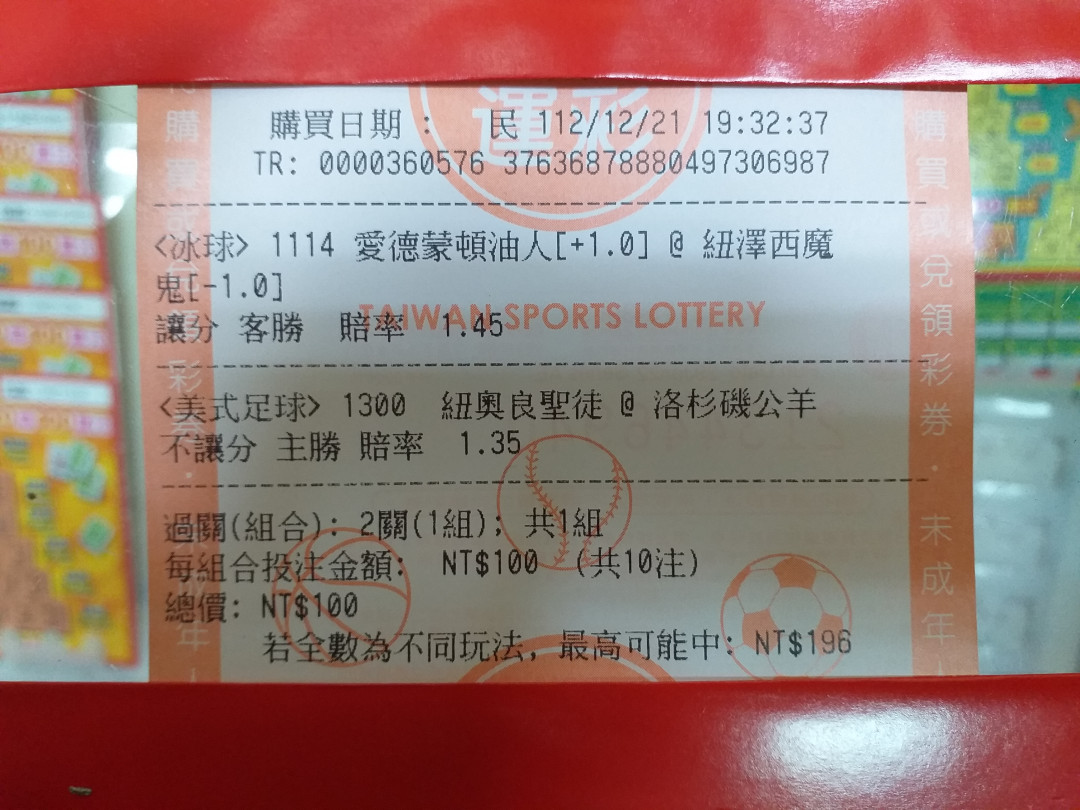 運彩
購買日期 : 民 112/12/21 19:32:37
TR: 0000360576 376368788880497306987
<冰球> 1114 愛德蒙頓油人[+1.0] @ 紐澤西魔
鬼[-1.0]
TAIWAN SPORTS LOTTERY
讓分 客勝 賠率 1.45
<美式足球> 1300 紐奧良聖徒 @ 洛杉磯公羊
不讓分 主勝 賠率 1.35
過關(組合): 2關(1組); 共1組
每組合投注金額: NT$100 (共10注)
總價: NT$100
若全數為不同玩法, 最高可能中: NT$196
購買或兌領彩券.未成年